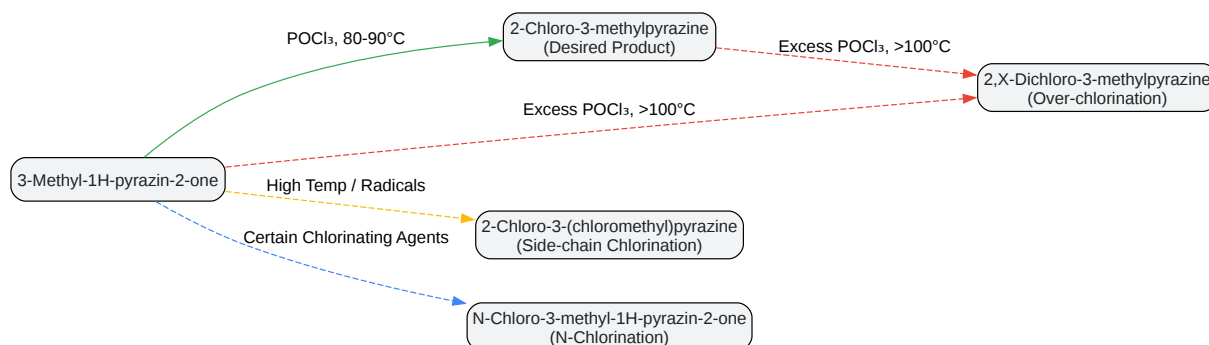 2-Chloro-3-methylpyrazine
(Desired Product)
POCl₃, 80-90°C
Excess POCl₃, >100°C
2,X-Dichloro-3-methylpyrazine
(Over-chlorination)
Excess POCl₃, >100°C
3-Methyl-1H-pyrazin-2-one
High Temp / Radicals
2-Chloro-3-(chloromethyl)pyrazine
(Side-chain Chlorination)
Certain Chlorinating Agents
N-Chloro-3-methyl-1H-pyrazin-2-one
(N-Chlorination)